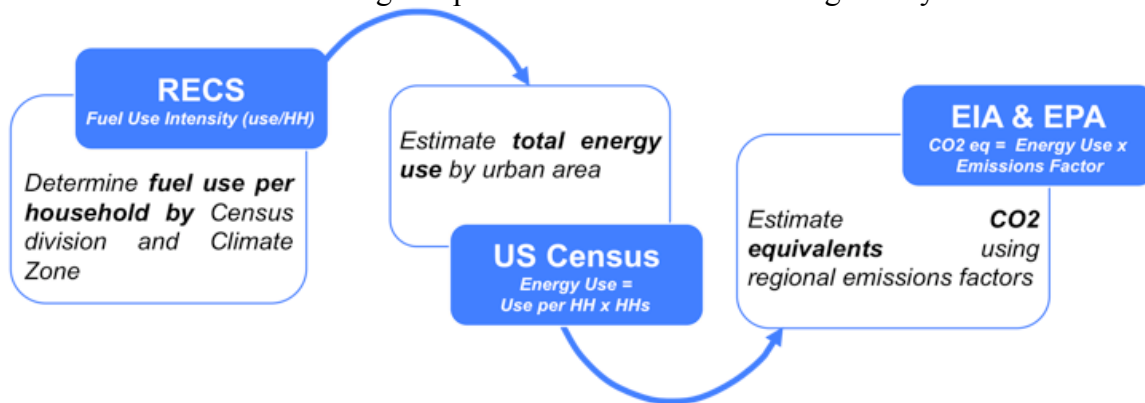 RECS
Fuel Use Intensity (use/HH)
Determine fuel use per
household by Census
division and Climate
Zone
Estimate total energy
use by urban area
US Census
Energy Use =
Use per HH x HHs
EIA & EPA
CO2 eq = Energy Use x
Emissions Factor
Estimate CO2
equivalents using
regional emissions factors